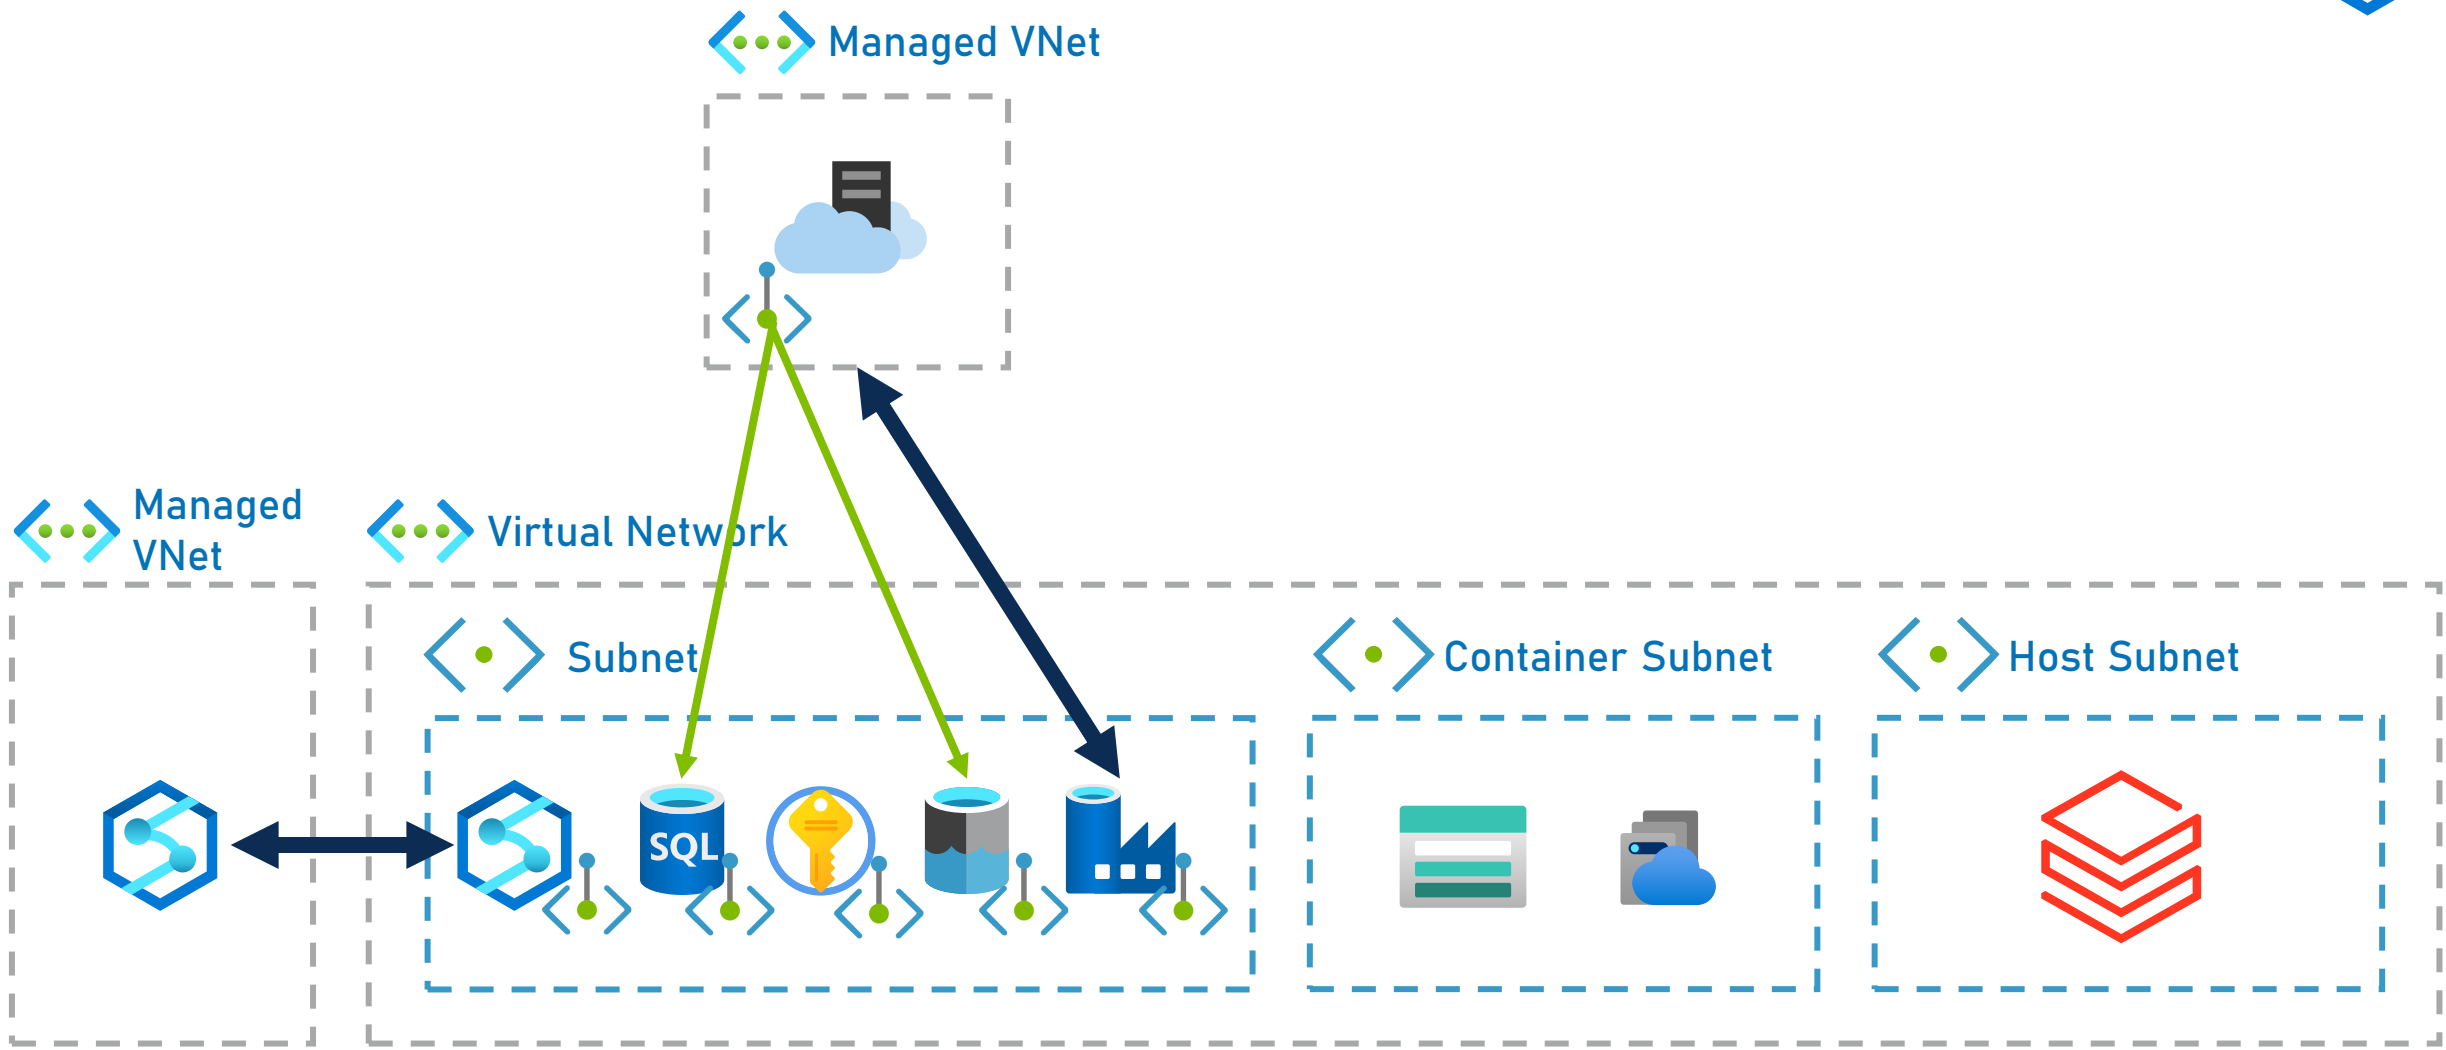 Managed VNet
Managed
VNet
Virtual Network
Subnet
Container Subnet
Host Subnet
SQL